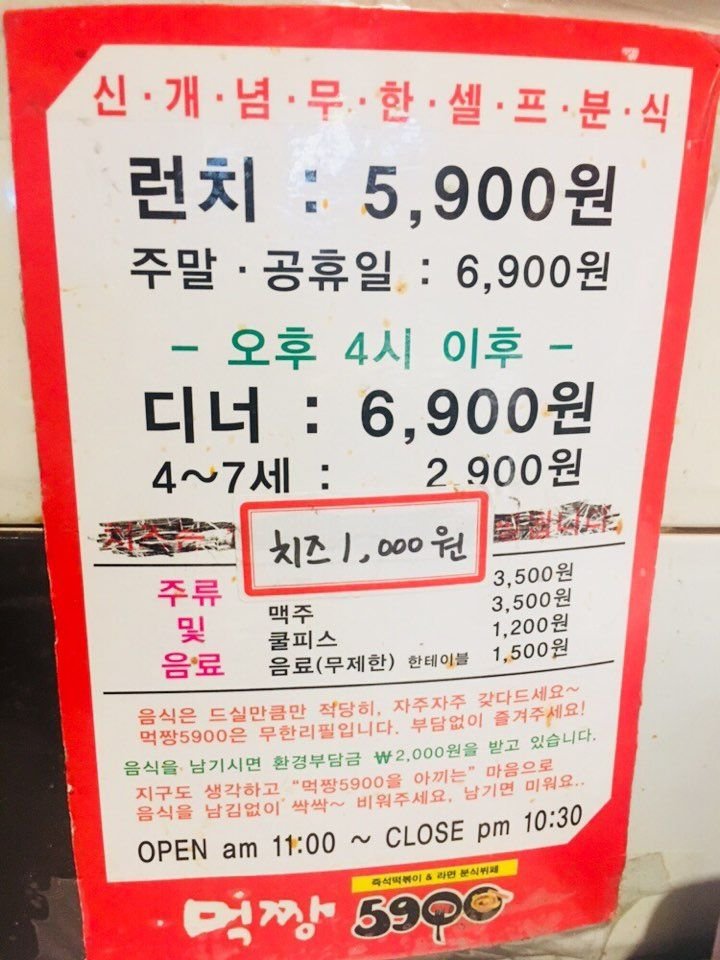 신·개·념·무·한·셀·프·분·식
런치 : 5,900원
주말·공휴일 : 6,900원
- 오후 4시 이후 -
디너 : 6,900원
4~7세 : 2,900원
치즈 1,000원
주류 및 음료
3,500원
맥주 3,500원
쿨피스 1,200원
음료(무제한) 한테이블 1,500원
음식은 드실만큼만 적당히, 자주자주 갖다드세요~
먹짱5900은 무한리필입니다. 부담없이 즐겨주세요!
음식을 남기시면 환경부담금 ₩2,000원을 받고 있습니다.
지구도 생각하고 "먹짱5900을 아끼는" 마음으로
음식을 남김없이 싹싹~ 비워주세요, 남기면 미워요..
OPEN am 11:00 ~ CLOSE pm 10:30
즉석떡볶이 & 라면 분식뷔페
먹짱 5900